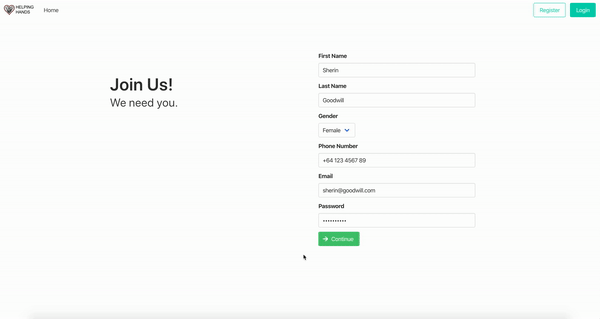 HELPING
HANDS
Home
Register
Login
Join Us!
We need you.
First Name
Sherin
Last Name
Goodwill
Gender
Female
Phone Number
+64 123 4567 89
Email
sherin@goodwill.com
Password
••••••••••
Continue